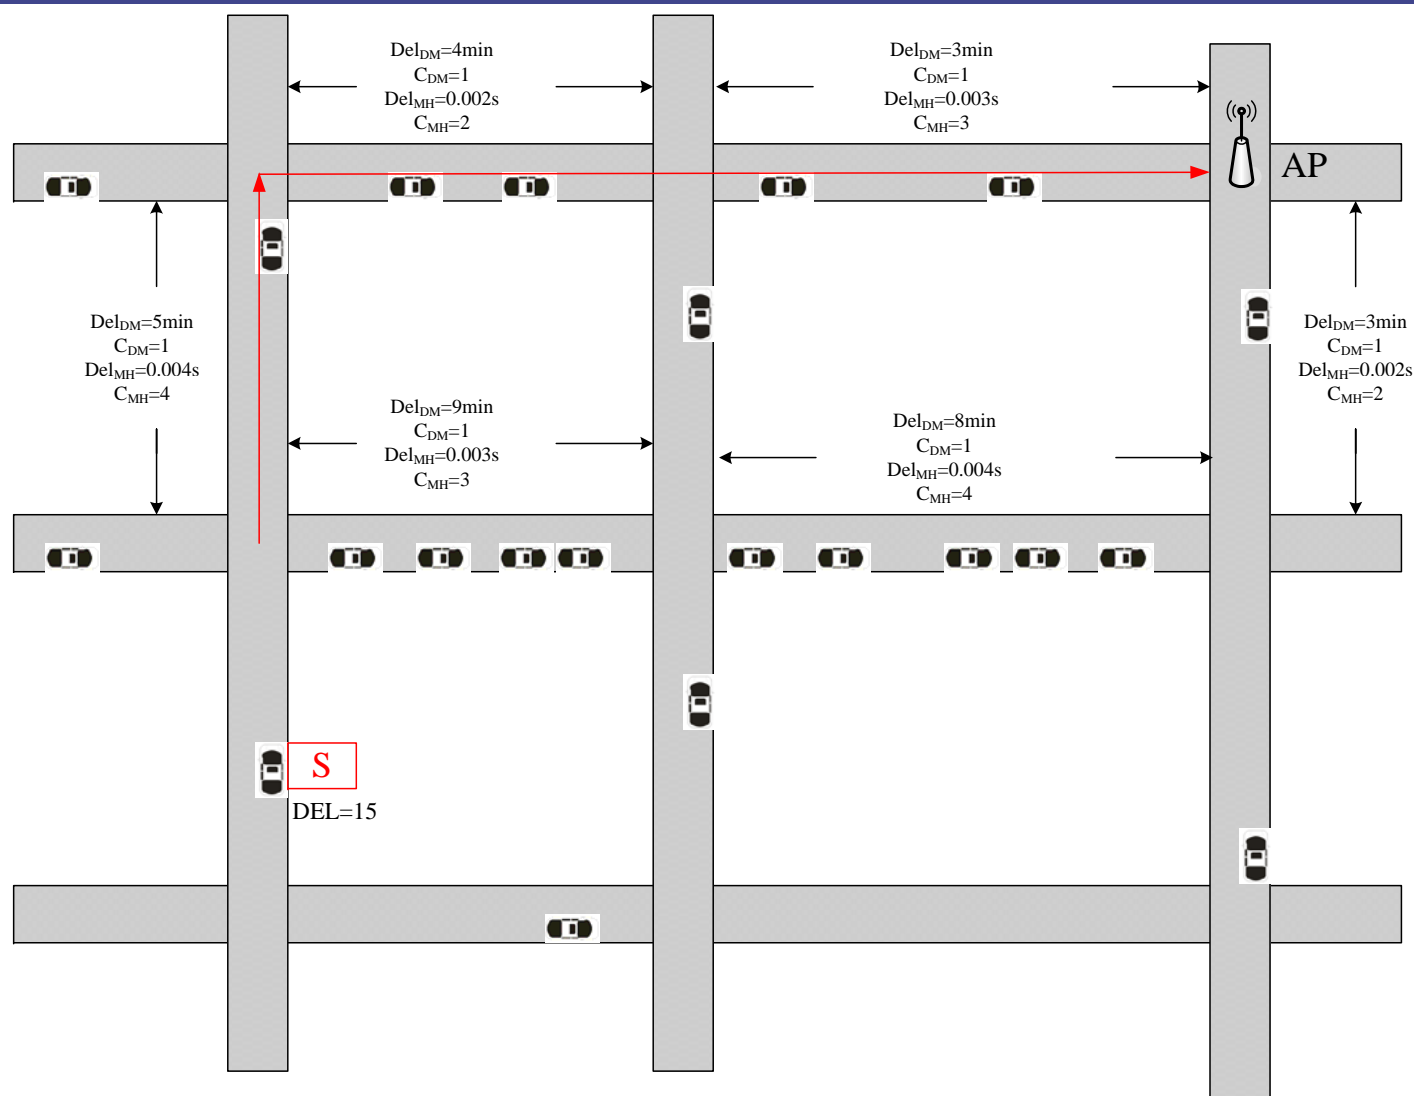 Del_DM=4min
C_DM=1
Del_MH=0.002s
C_MH=2
Del_DM=3min
C_DM=1
Del_MH=0.003s
C_MH=3
AP
Del_DM=5min
C_DM=1
Del_MH=0.004s
C_MH=4
Del_DM=3min
C_DM=1
Del_MH=0.002s
C_MH=2
Del_DM=9min
C_DM=1
Del_MH=0.003s
C_MH=3
Del_DM=8min
C_DM=1
Del_MH=0.004s
C_MH=4
S
DEL=15